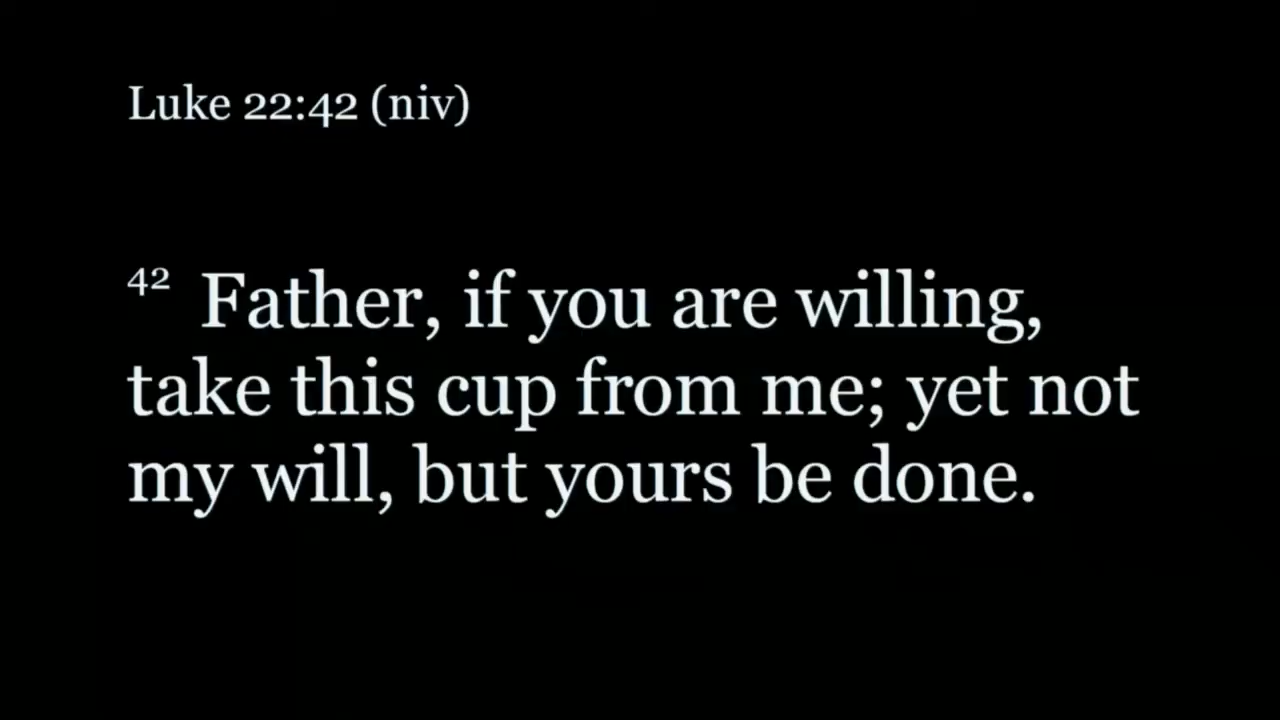 Luke 22:42 (niv)
42 Father, if you are willing,
take this cup from me; yet not
my will, but yours be done.